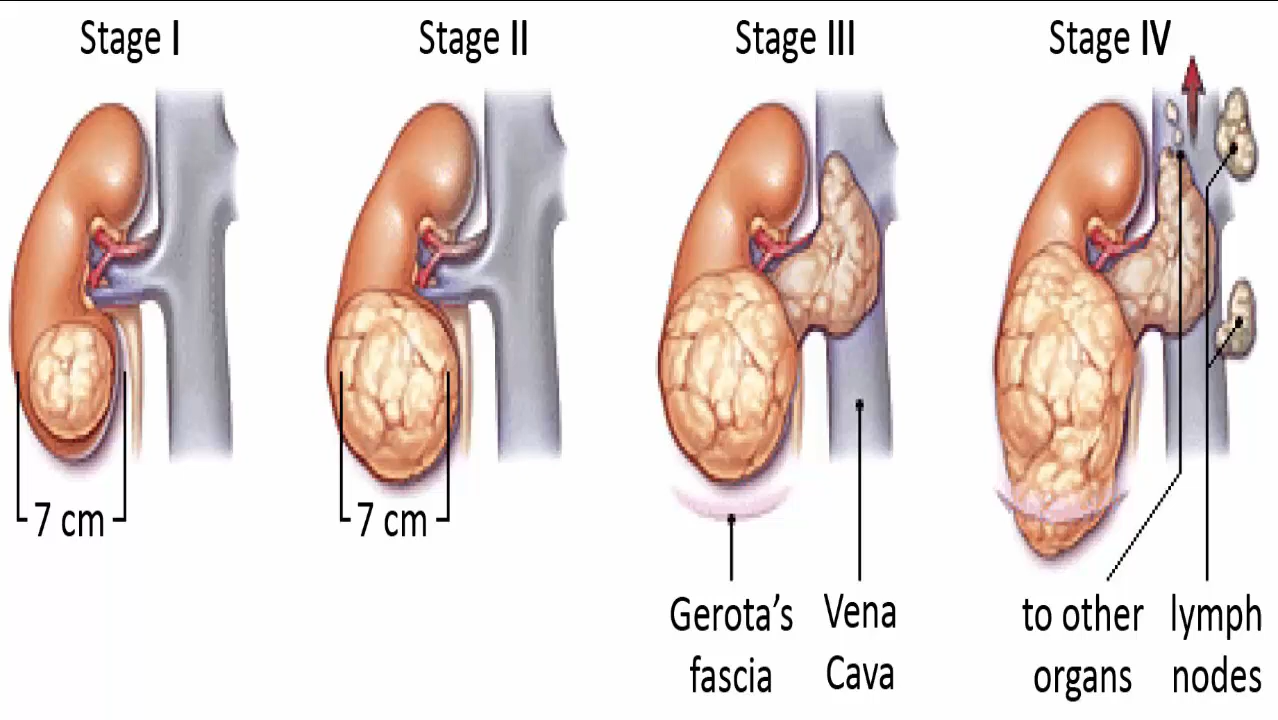 Stage I
Stage II
Stage III
Stage IV
7 cm
7 cm
Gerota’s
fascia
Vena
Cava
to other
organs
lymph
nodes